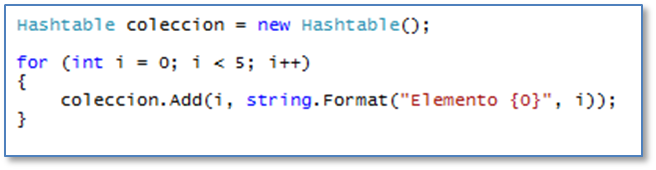 Hashtable coleccion = new Hashtable();
for (int i = 0; i < 5; i++)
{
coleccion.Add(i, string.Format("Elemento {0}", i));
}